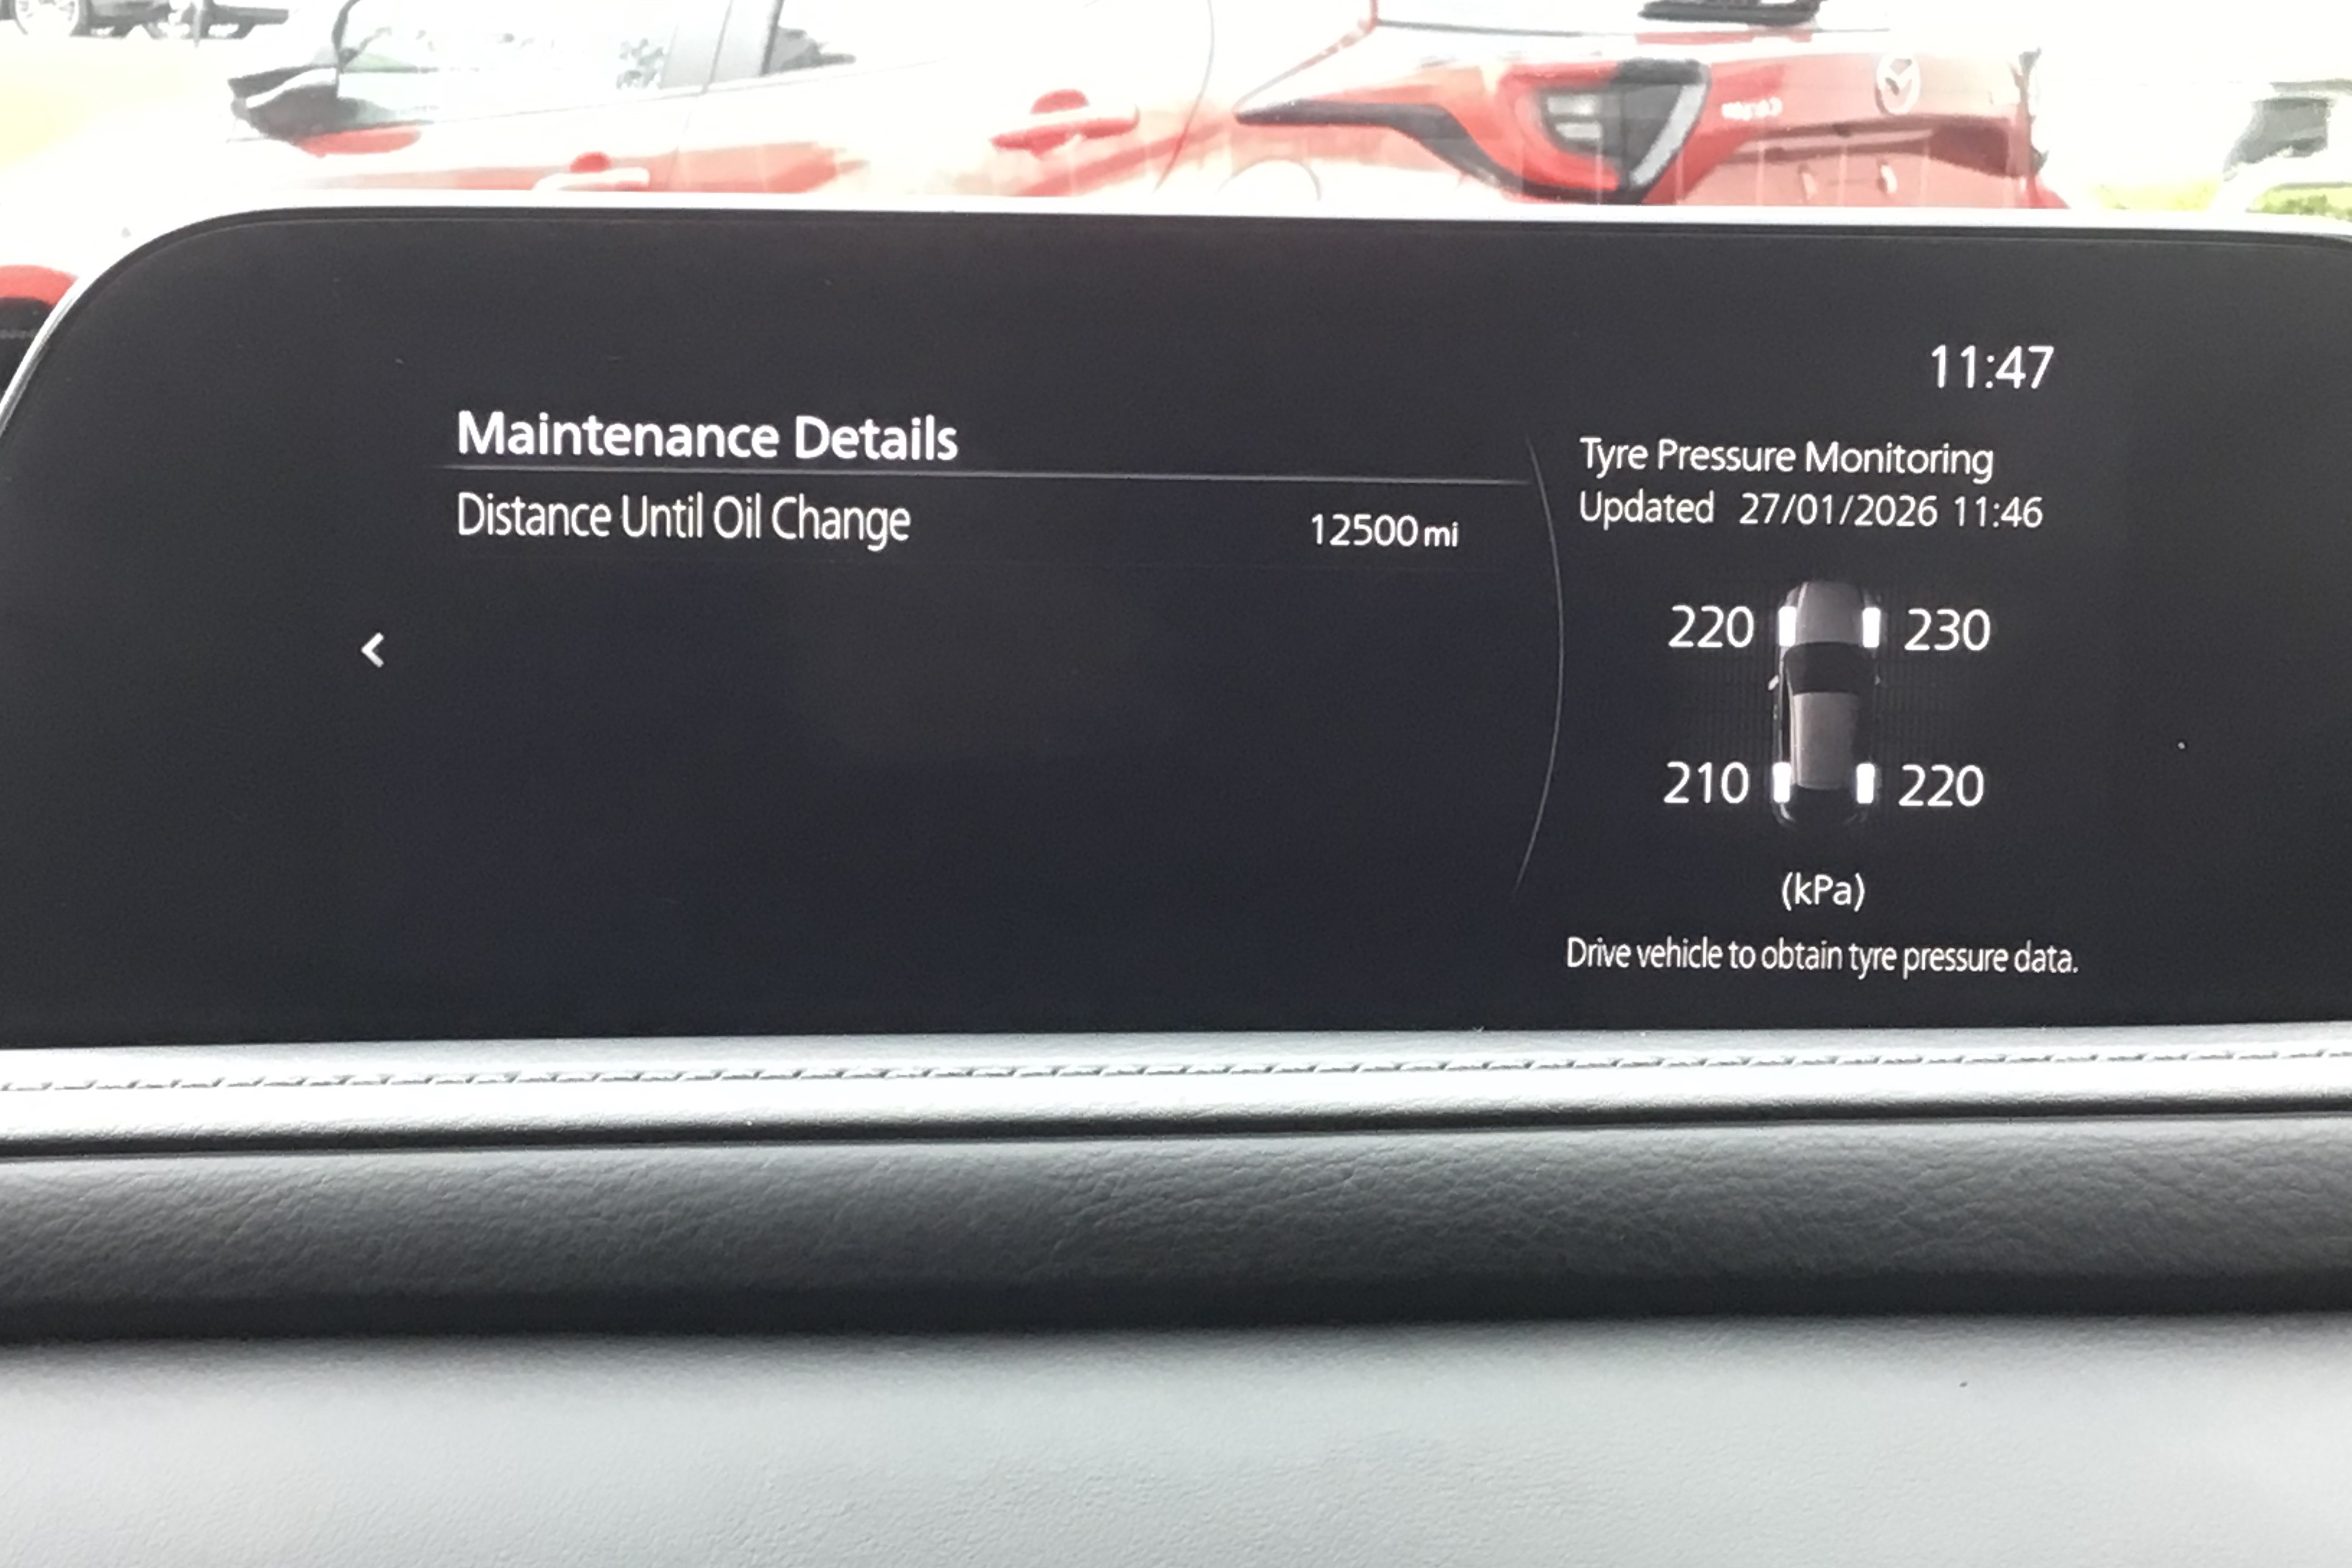 11:47
Maintenance Details
Distance Until Oil Change 12500 mi
Tyre Pressure Monitoring
Updated 27/01/2026 11:46
220 230
210 220
(kPa)
Drive vehicle to obtain tyre pressure data.